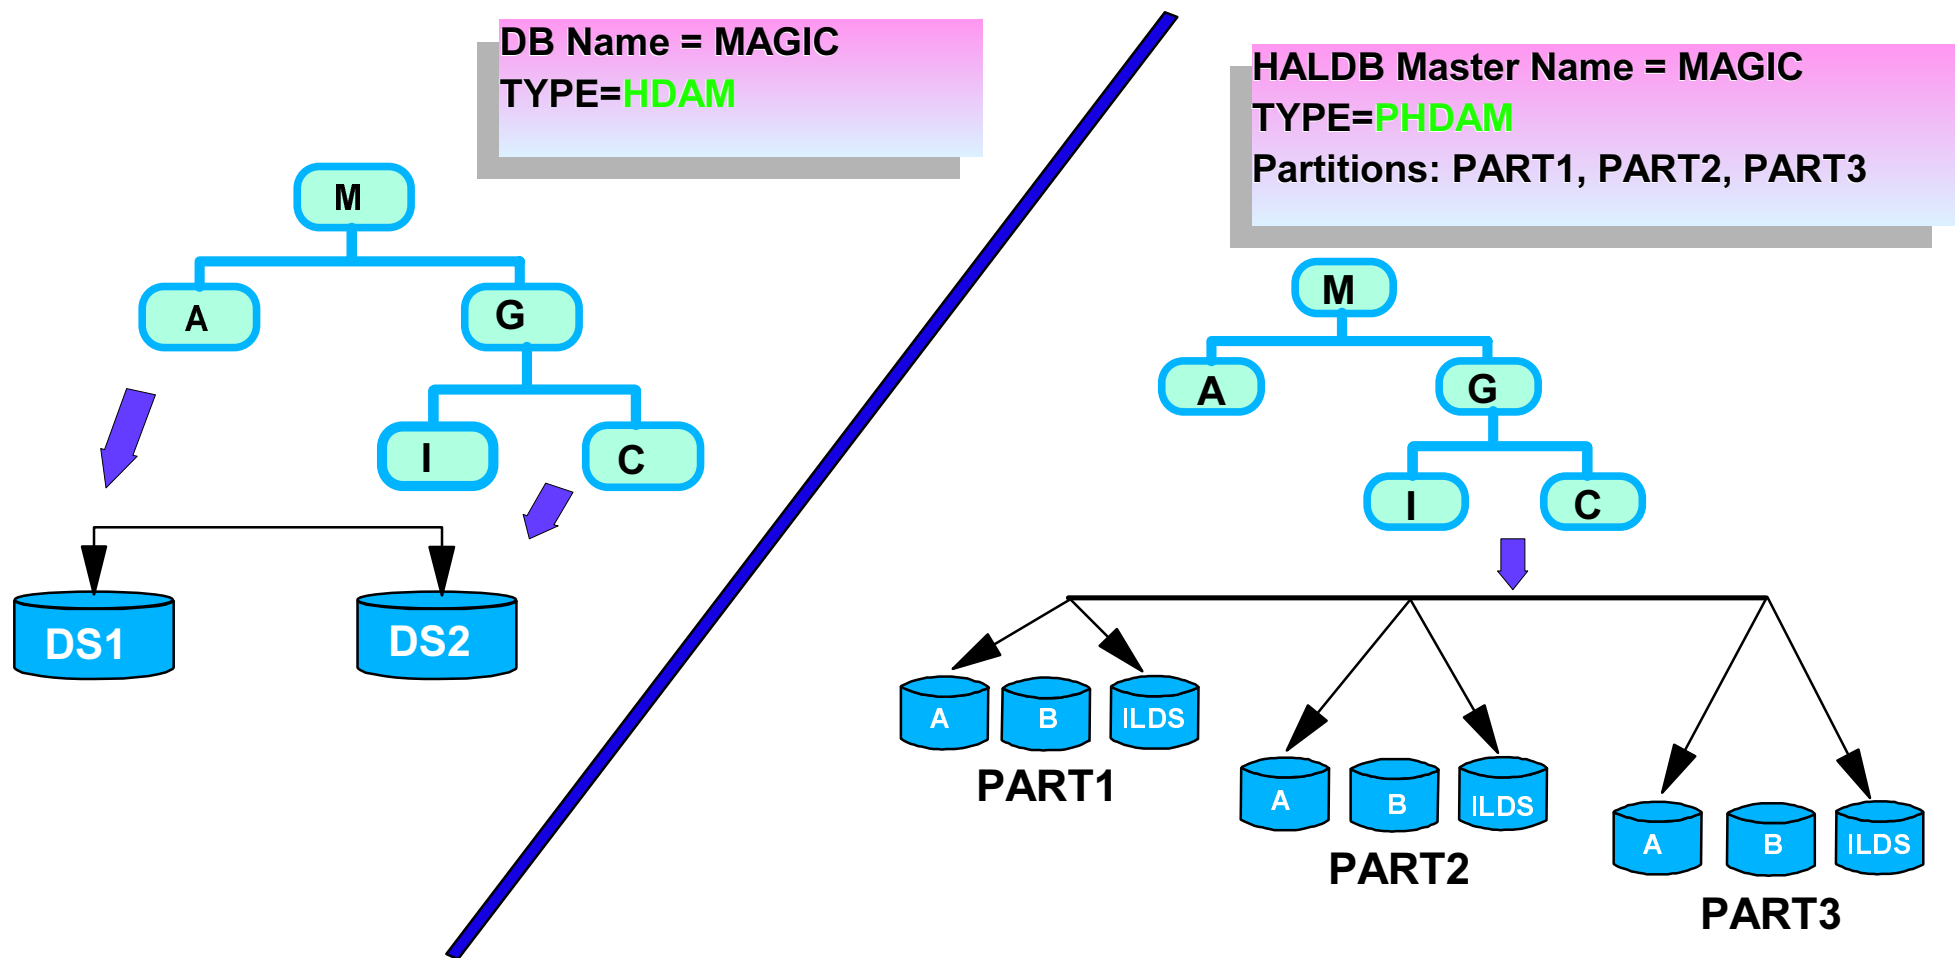 DB Name = MAGIC
TYPE=HDAM
M
A
G
I
C
DS1
DS2
HALDB Master Name = MAGIC
TYPE=PHDAM
Partitions: PART1, PART2, PART3
M
A
G
I
C
A
B
ILDS
PART1
A
B
ILDS
PART2
A
B
ILDS
PART3